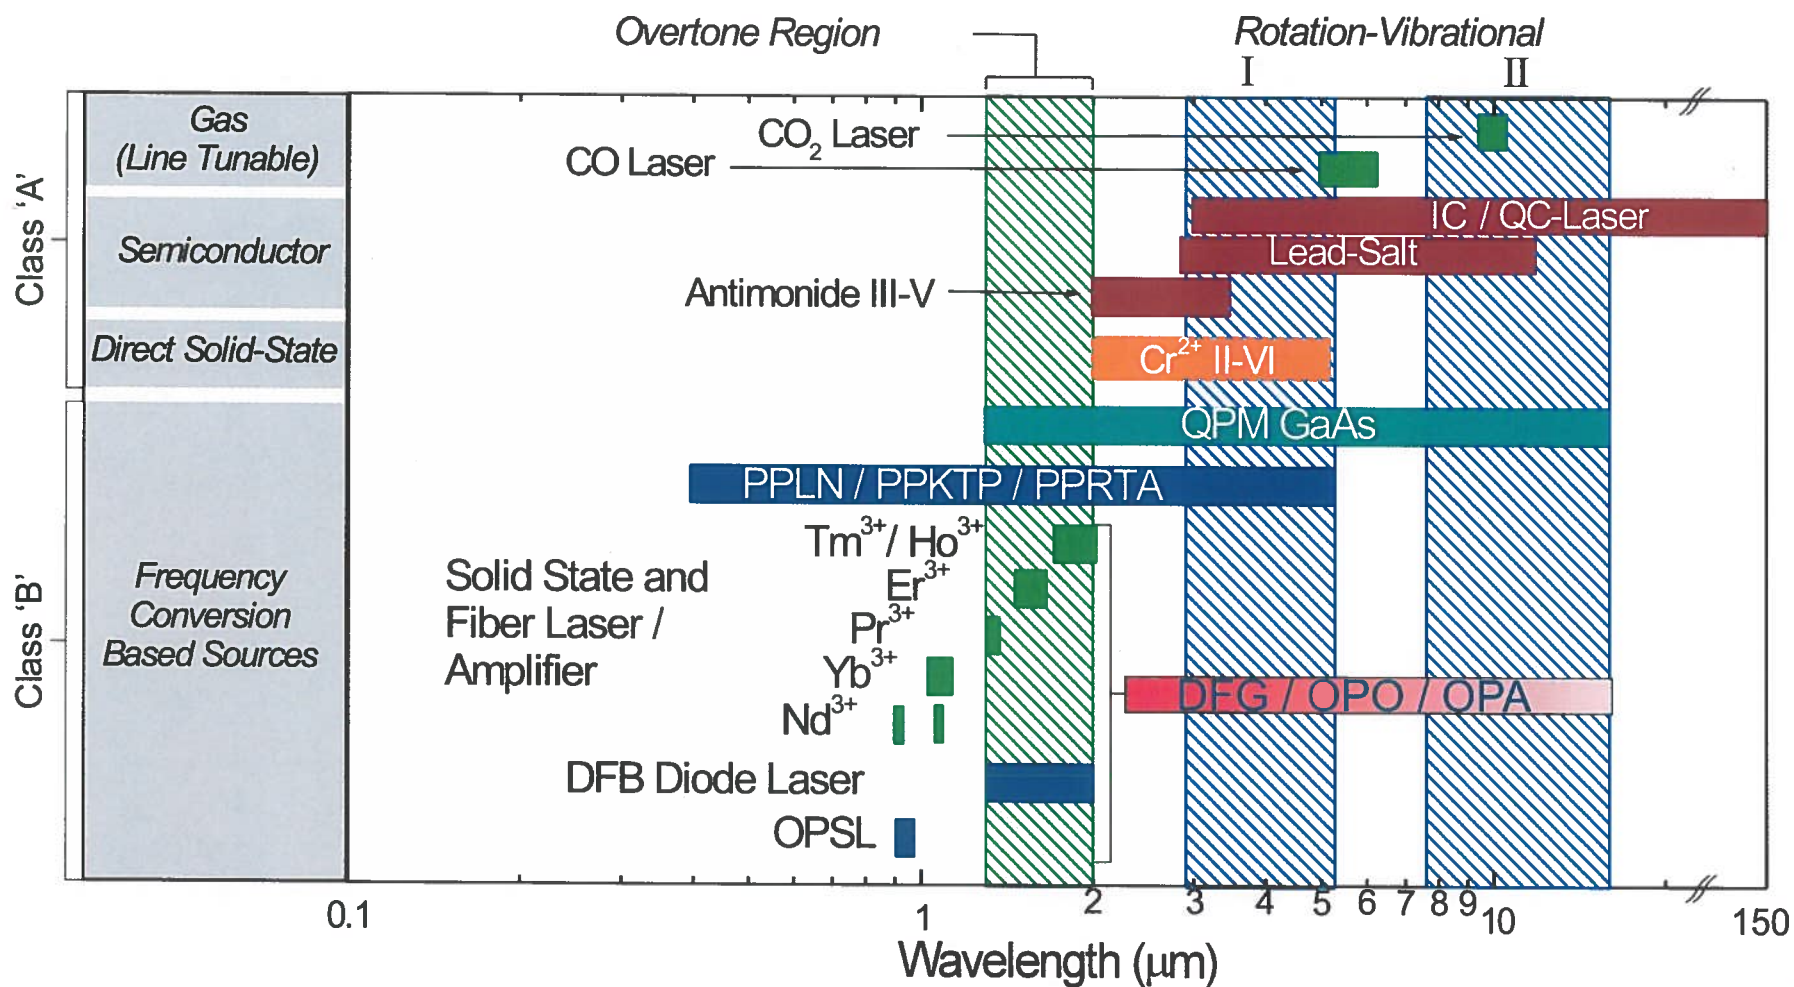 Overtone Region
Rotation-Vibrational
I
II
Class 'A'
Gas
(Line Tunable)
CO₂ Laser
CO Laser
Semiconductor
IC / QC-Laser
Lead-Salt
Antimonide III-V
Direct Solid-State
Cr²⁺ II-VI
Class 'B'
Frequency
Conversion
Based Sources
QPM GaAs
PPLN / PPKTP / PPRTA
Solid State and
Fiber Laser /
Amplifier
Tm³⁺/ Ho³⁺
Er³⁺
Pr³⁺
Yb³⁺
Nd³⁺
DFG / OPO / OPA
DFB Diode Laser
OPSL
0.1 1 2 3 4 5 6 7 8 9 10 150
Wavelength (μm)